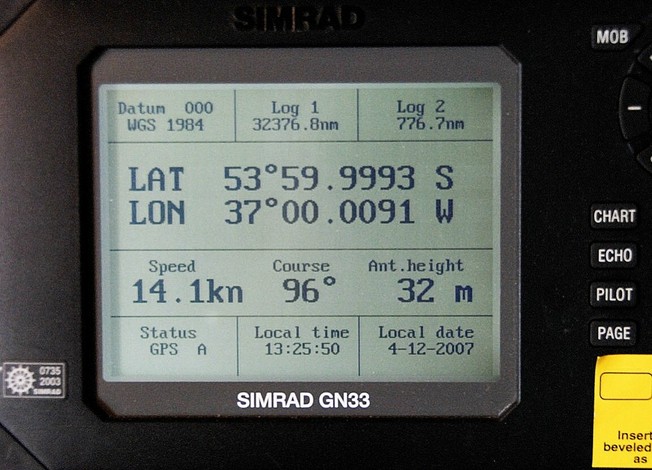 SIMRAD
MOB
Datum 000 Log 1 Log 2
WGS 1984 32376.8nm 776.7nm
LAT 53°59.9993 S
LON 37°00.0091 W
CHART
ECHO
PILOT
PAGE
Speed Course Ant.height
14.1kn 96° 32 m
Status Local time Local date
GPS A 13:25:50 4-12-2007
0735
2003
SIMRAD
SIMRAD GN33
Insert
beveled
as